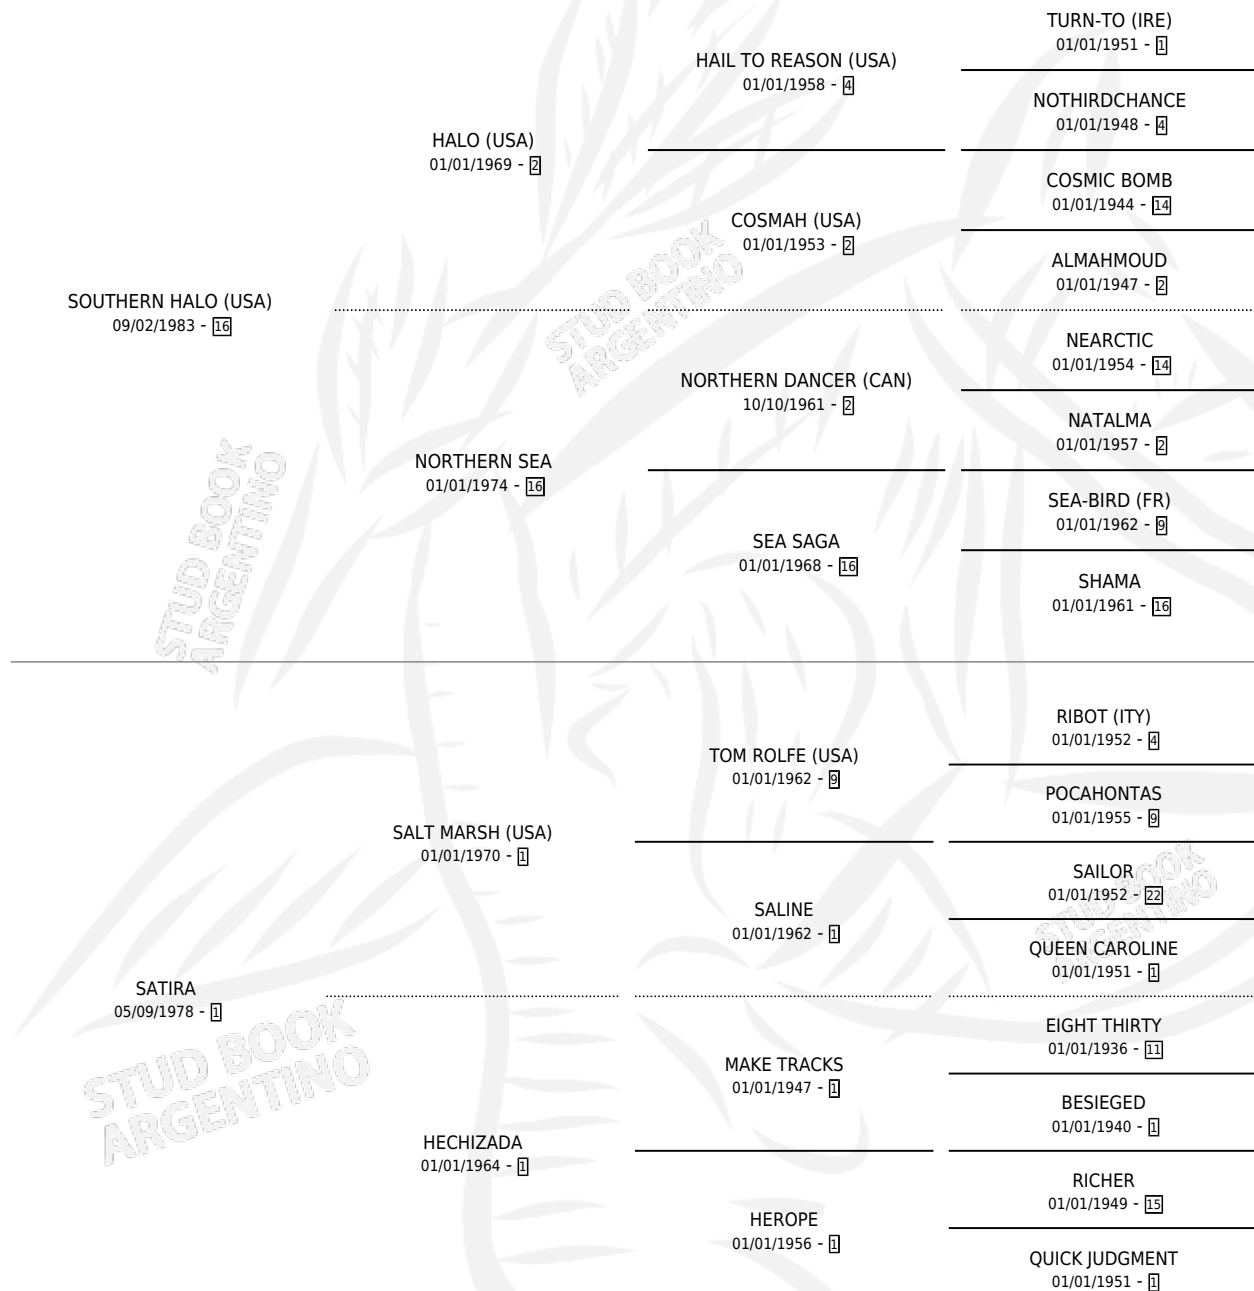 TURN-TO (IRE)
01/01/1951 - 1
HAIL TO REASON (USA)
01/01/1958 - 4
NOTHIRDCHANCE
01/01/1948 - 4
HALO (USA)
01/01/1969 - 2
COSMIC BOMB
01/01/1944 - 14
COSMAH (USA)
01/01/1953 - 2
ALMAHMOUD
01/01/1947 - 2
SOUTHERN HALO (USA)
09/02/1983 - 16
NEARCTIC
01/01/1954 - 14
NORTHERN DANCER (CAN)
10/10/1961 - 2
NATALMA
01/01/1957 - 2
NORTHERN SEA
01/01/1974 - 16
SEA-BIRD (FR)
01/01/1962 - 9
SEA SAGA
01/01/1968 - 16
SHAMA
01/01/1961 - 16
RIBOT (ITY)
01/01/1952 - 4
TOM ROLFE (USA)
01/01/1962 - 9
POCAHONTAS
01/01/1955 - 9
SALT MARSH (USA)
01/01/1970 - 1
SAILOR
01/01/1952 - 22
SALINE
01/01/1962 - 1
QUEEN CAROLINE
01/01/1951 - 1
SATIRA
05/09/1978 - 1
EIGHT THIRTY
01/01/1936 - 11
MAKE TRACKS
01/01/1947 - 1
BESIEGED
01/01/1940 - 1
HECHIZADA
01/01/1964 - 1
RICHER
01/01/1949 - 15
HEROPE
01/01/1956 - 1
QUICK JUDGMENT
01/01/1951 - 1
STUD BOOK
ARGENTINO
STUD BOOK
ARGENTINO
STUD BOOK
ARGENTINO
STUD BOOK
ARGENTINO